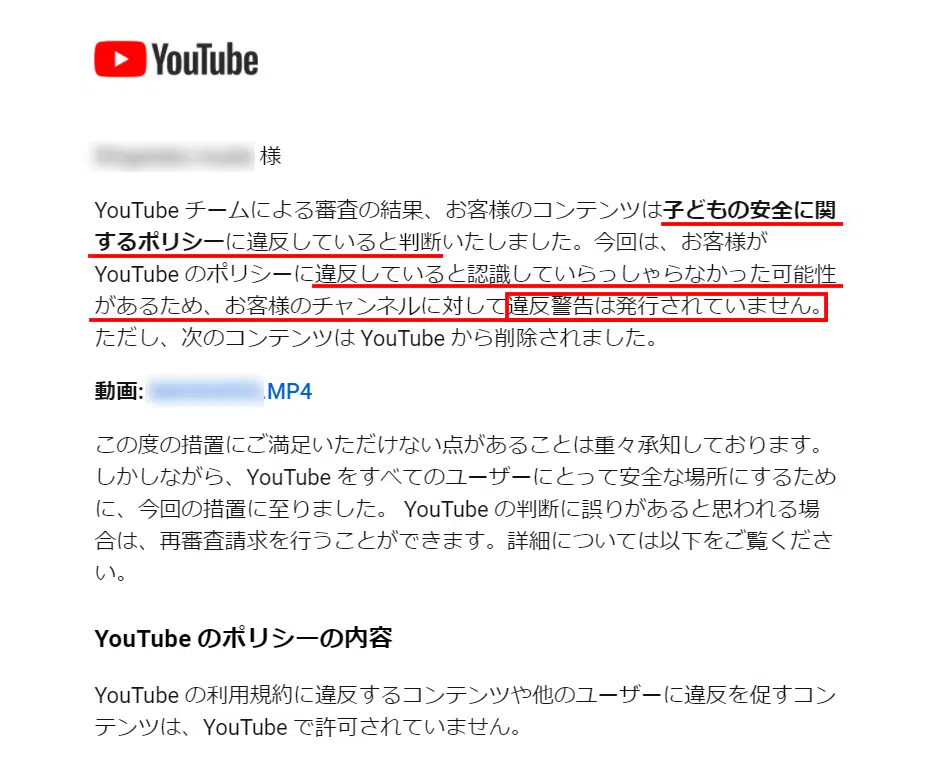 YouTube
様
YouTube チームによる審査の結果、お客様のコンテンツは子どもの安全に関
するポリシーに違反していると判断いたしました。今回は、お客様が
YouTube のポリシーに違反していると認識していらっしゃらなかった可能性
があるため、お客様のチャンネルに対して違反警告は発行されていません。
ただし、次のコンテンツは YouTube から削除されました。
動画: .MP4
この度の措置にご満足いただけない点があることは重々承知しております。
しかしながら、YouTube をすべてのユーザーにとって安全な場所にするため
に、今回の措置に至りました。 YouTube の判断に誤りがあると思われる場
合は、再審査請求を行うことができます。詳細については以下をご覧くださ
い。
YouTube のポリシーの内容
YouTube の利用規約に違反するコンテンツや他のユーザーに違反を促すコン
テンツは、YouTube で許可されていません。